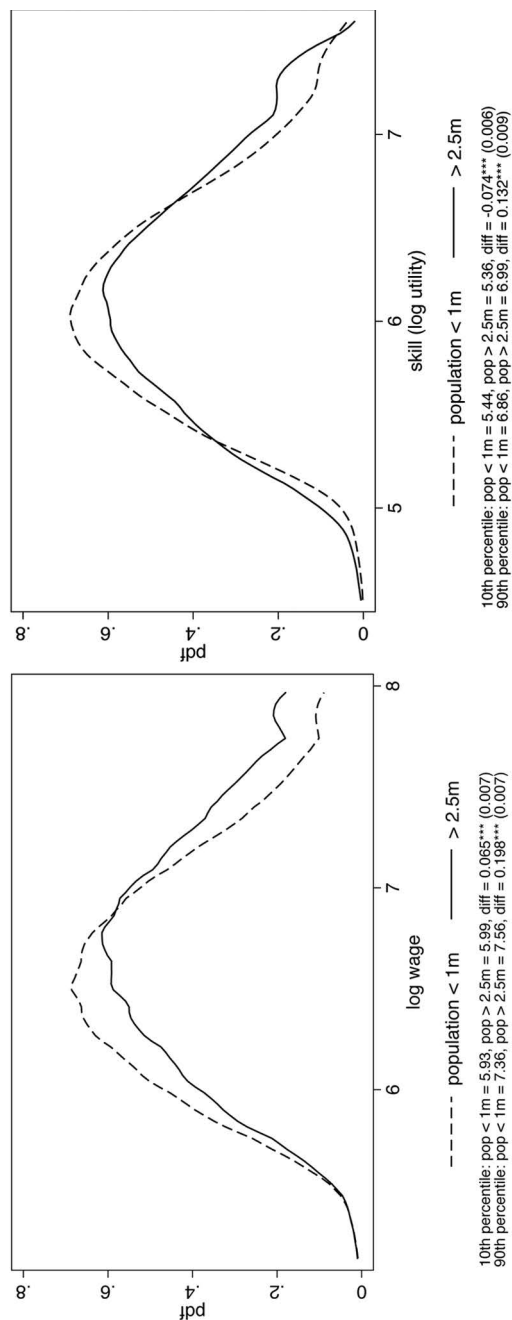 pdf
0 .2 .4 .6 .8
6 7 8
log wage
population < 1m > 2.5m
10th percentile: pop < 1m = 5.93, pop > 2.5m = 5.99, diff = 0.065*** (0.007)
90th percentile: pop < 1m = 7.36, pop > 2.5m = 7.56, diff = 0.198*** (0.007)
pdf
0 .2 .4 .6 .8
5 6 7
skill (log utility)
population < 1m > 2.5m
10th percentile: pop < 1m = 5.44, pop > 2.5m = 5.36, diff = -0.074*** (0.006)
90th percentile: pop < 1m = 6.86, pop > 2.5m = 6.99, diff = 0.132*** (0.009)